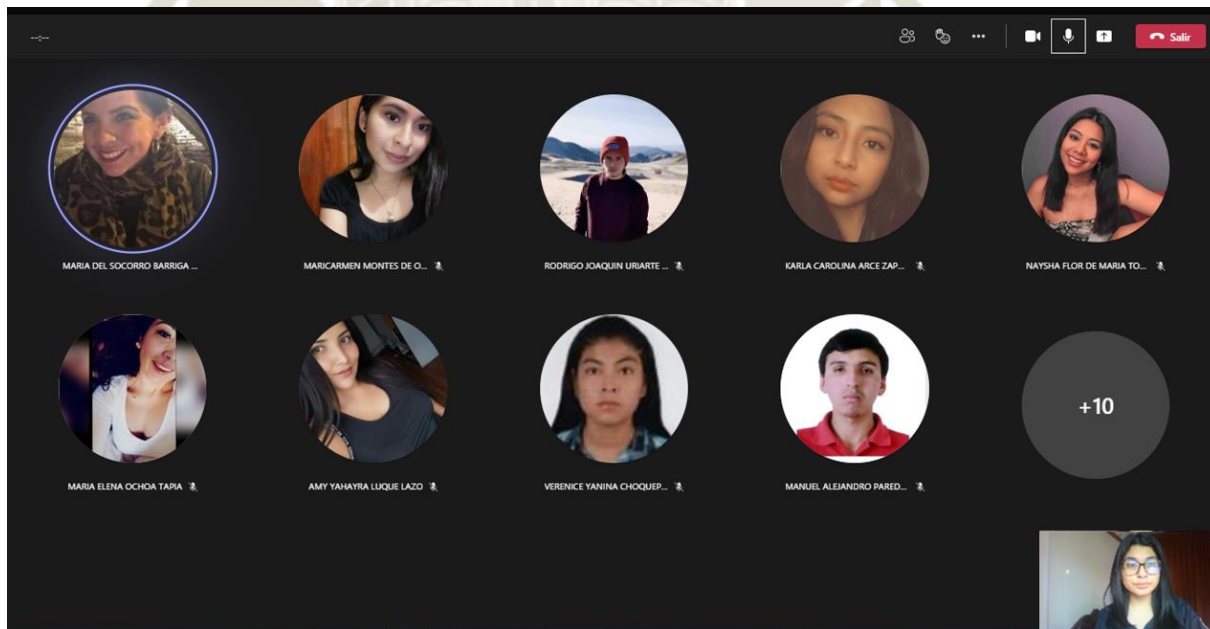 --:--
Salir
MARIA DEL SOCORRO BARRIGA ...
MARICARMEN MONTES DE O...
RODRIGO JOAQUIN URIARTE ...
KARLA CAROLINA ARCE ZAP...
NAYSHA FLOR DE MARIA TO...
MARIA ELENA OCHOA TAPIA
AMY YAHAYRA LUQUE LAZO
VERENICE YANINA CHOQUEP...
MANUEL ALEJANDRO PARED...
+10